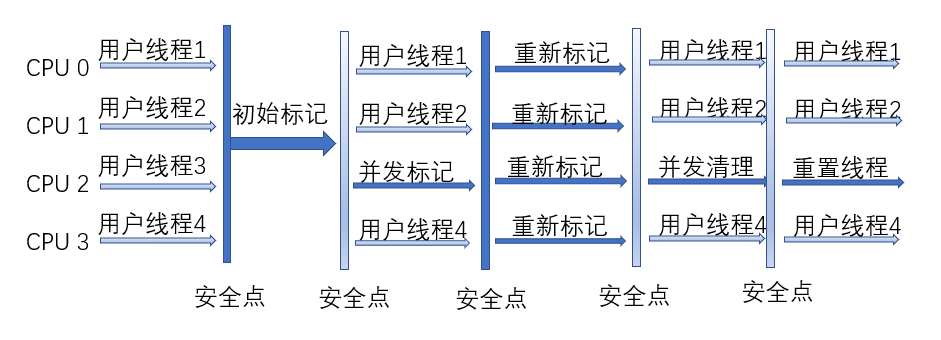 CPU 0 用户线程1 用户线程1 重新标记 用户线程1 用户线程1
CPU 1 用户线程2 初始标记 用户线程2 重新标记 用户线程2 用户线程2
CPU 2 用户线程3 并发标记 重新标记 并发清理 重置线程
CPU 3 用户线程4 用户线程4 重新标记 用户线程4 用户线程4
安全点 安全点 安全点 安全点 安全点